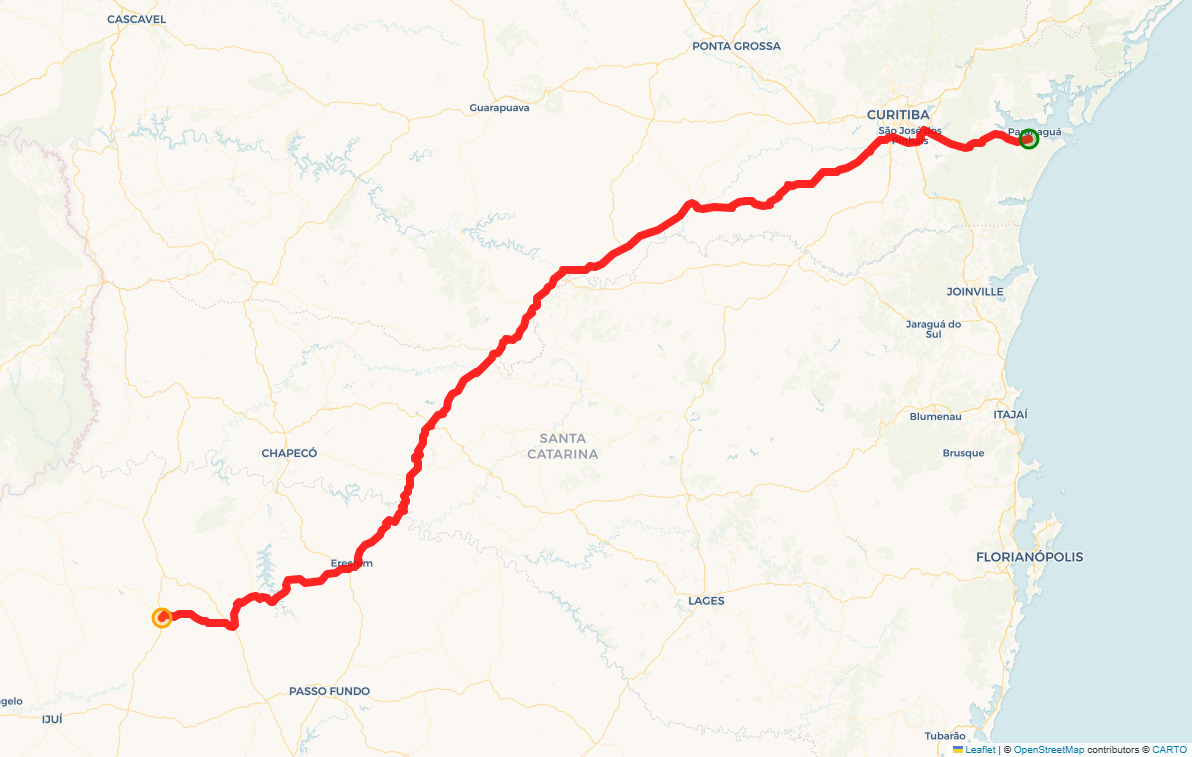 CASCAVEL
PONTA GROSSA
Guarapuava
CURITIBA
São José dos
Pinhais
Paranaguá
JOINVILLE
Jaraguá do
Sul
Blumenau
ITAJAÍ
SANTA
CATARINA
CHAPECÓ
Brusque
FLORIANÓPOLIS
Erechim
LAGES
PASSO FUNDO
gelo
IJUÍ
Tubarão
Leaflet | © OpenStreetMap contributors © CARTO